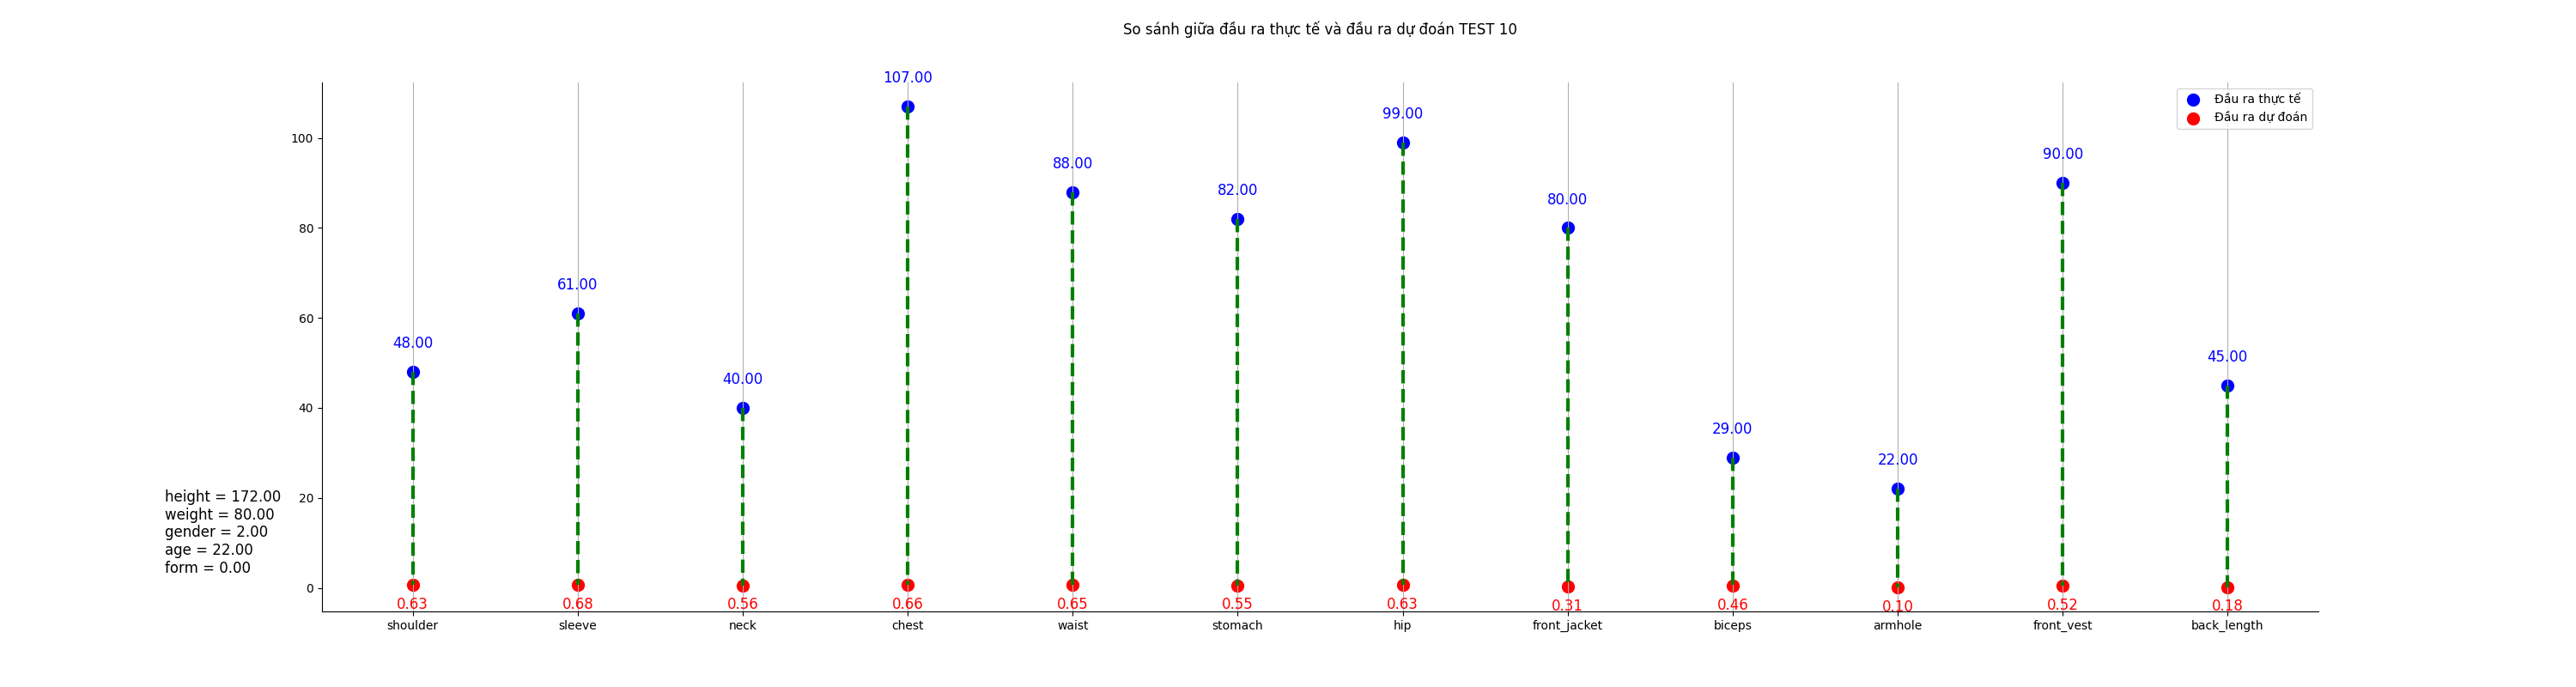 So sánh giữa đầu ra thực tế và đầu ra dự đoán TEST 10
Đầu ra thực tế
Đầu ra dự đoán
107.00
99.00
88.00
90.00
82.00
80.00
61.00
48.00
40.00
45.00
29.00
22.00
100
80
60
40
20
0
height = 172.00
weight = 80.00
gender = 2.00
age = 22.00
form = 0.00
0.63 0.68 0.56 0.66 0.65 0.55 0.63 0.31 0.46 0.10 0.52 0.18
shoulder sleeve neck chest waist stomach hip front_jacket biceps armhole front_vest back_length